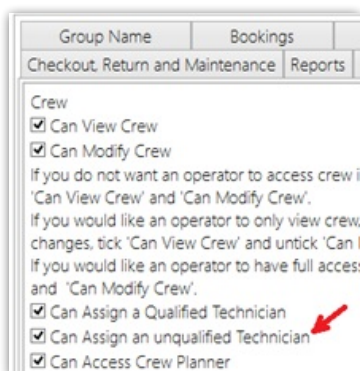 Group Name Bookings
Checkout, Return and Maintenance Reports
Crew
Can View Crew
Can Modify Crew
If you do not want an operator to access crew i
'Can View Crew' and 'Can Modify Crew'.
If you would like an operator to only view crew,
changes, tick 'Can View Crew' and untick 'Can
If you would like an operator to have full access
and 'Can Modify Crew'.
Can Assign a Qualified Technician
Can Assign an unqualified Technician
Can Access Crew Planner